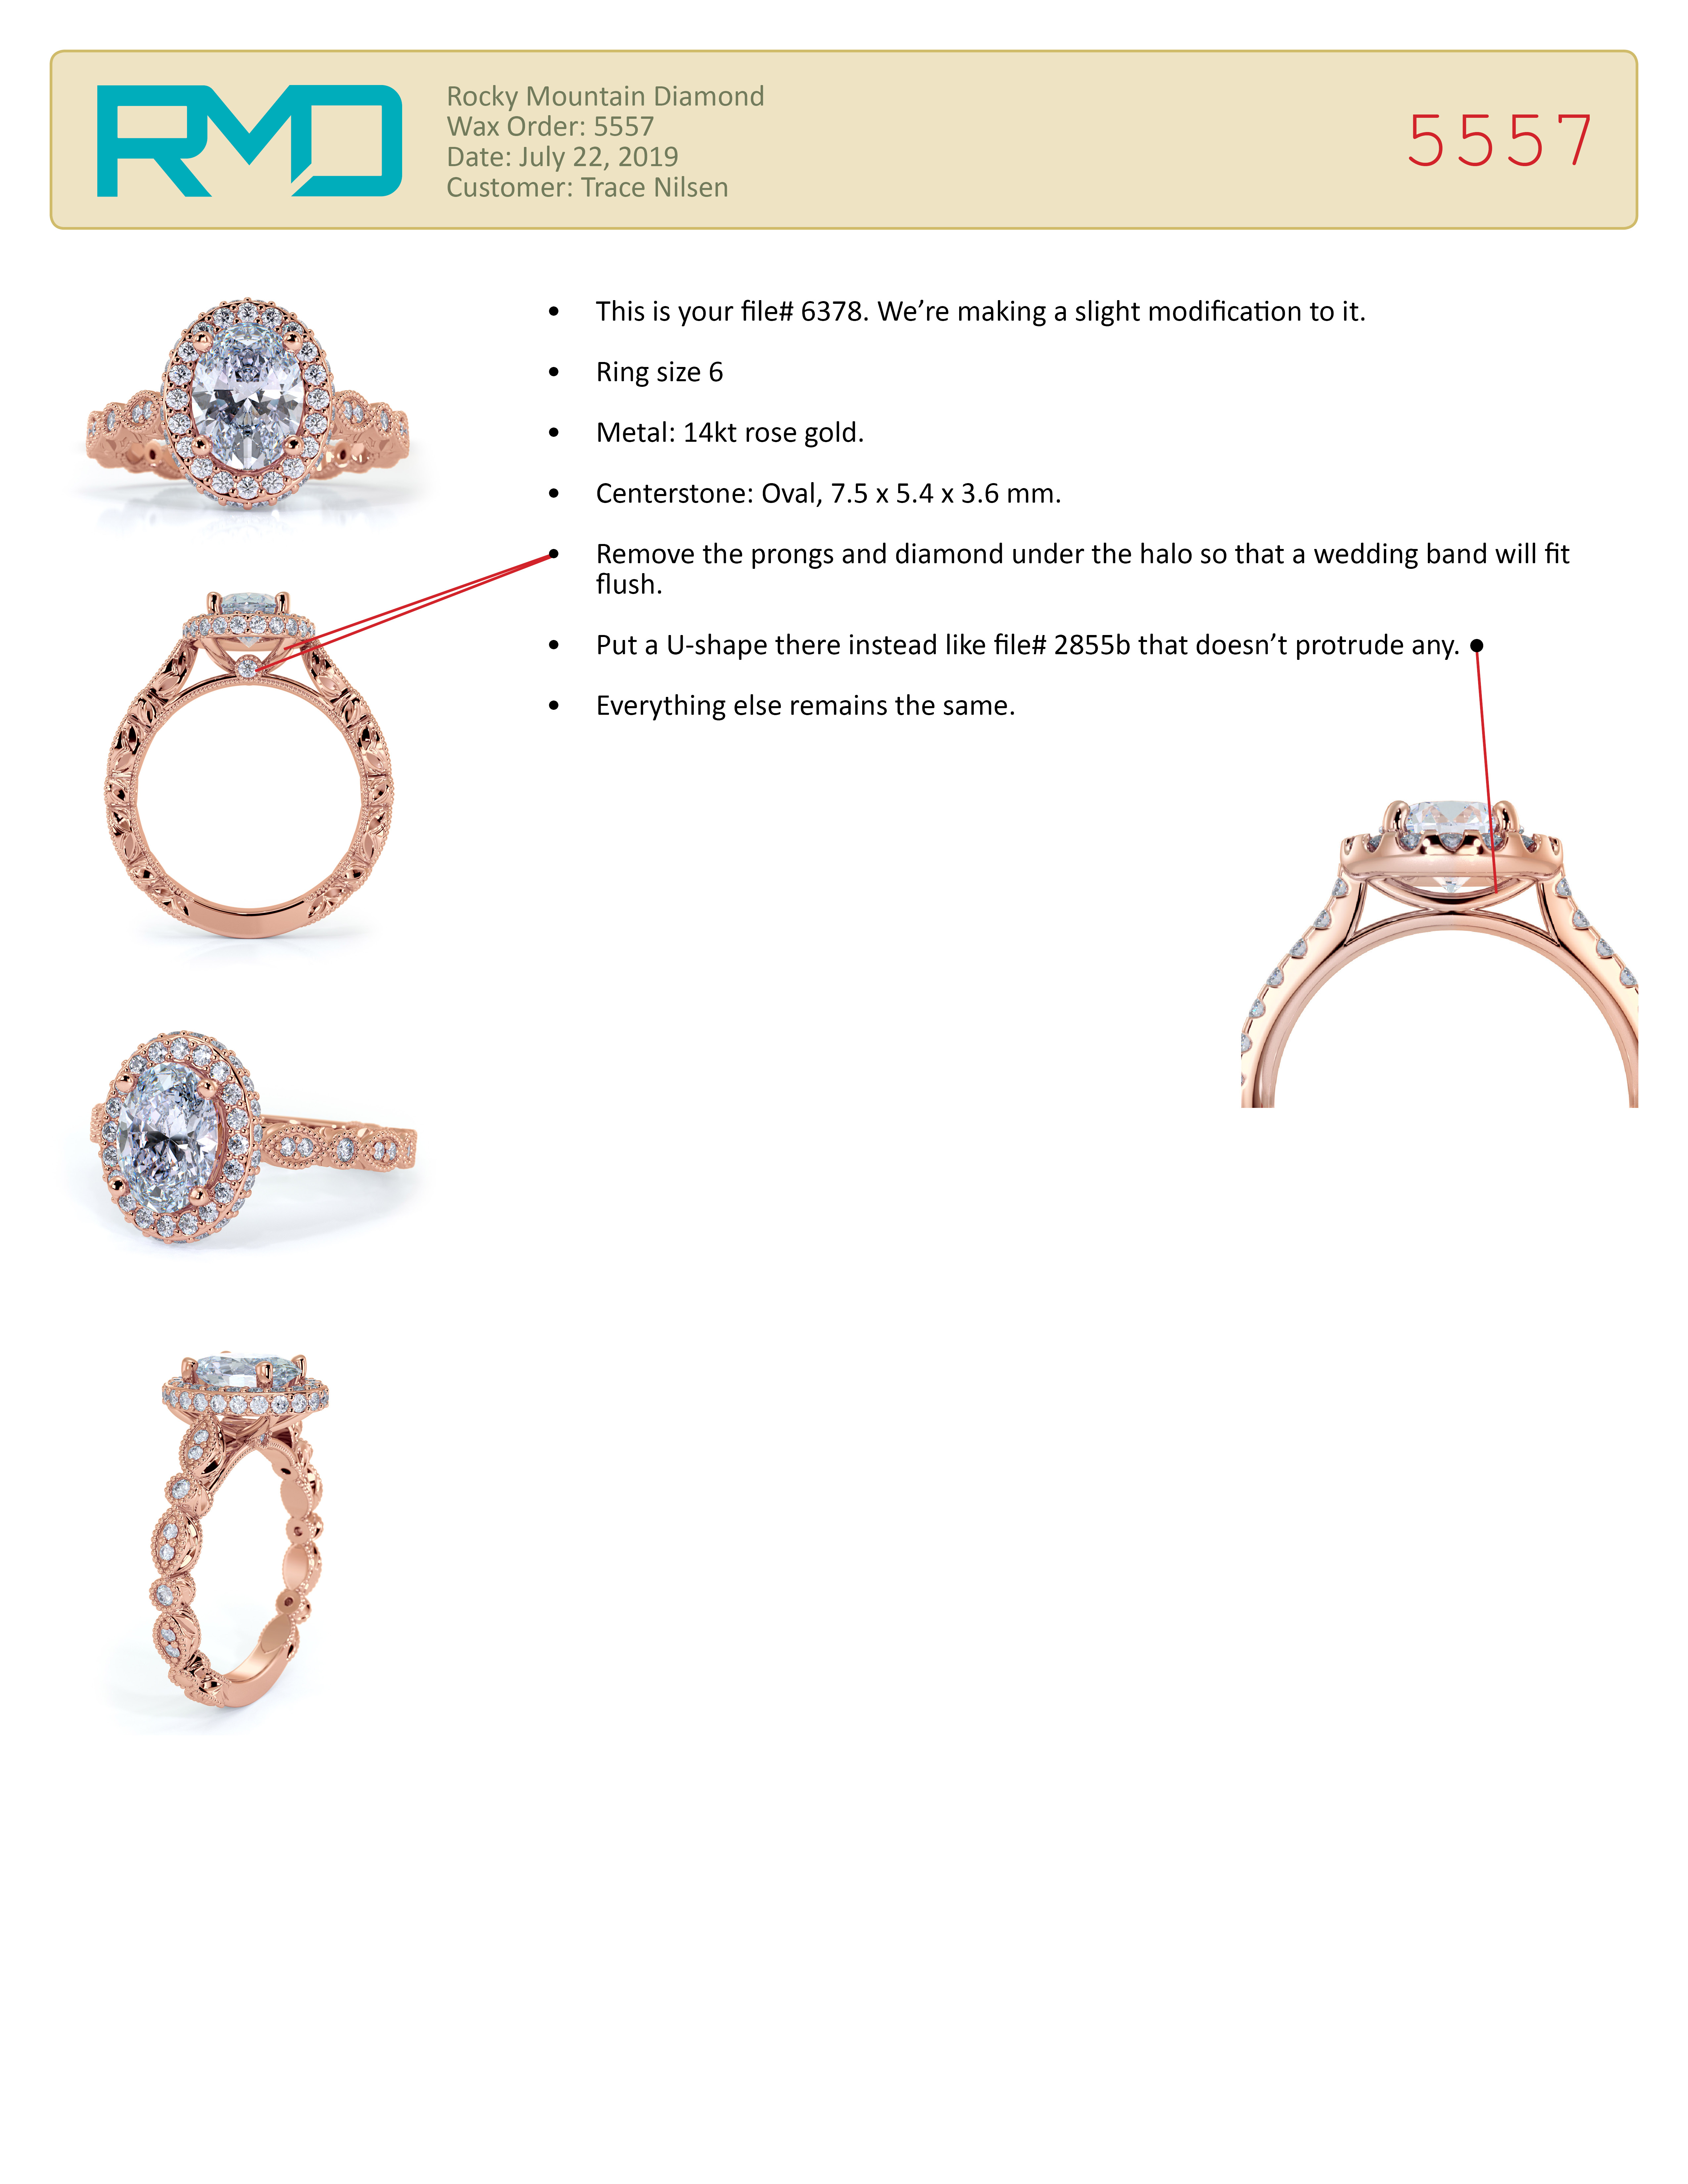 RMD
Rocky Mountain Diamond
Wax Order: 5557
Date: July 22, 2019
Customer: Trace Nilsen
5557
• This is your file# 6378. We’re making a slight modification to it.
• Ring size 6
• Metal: 14kt rose gold.
• Centerstone: Oval, 7.5 x 5.4 x 3.6 mm.
• Remove the prongs and diamond under the halo so that a wedding band will fit
flush.
• Put a U-shape there instead like file# 2855b that doesn’t protrude any.
• Everything else remains the same.